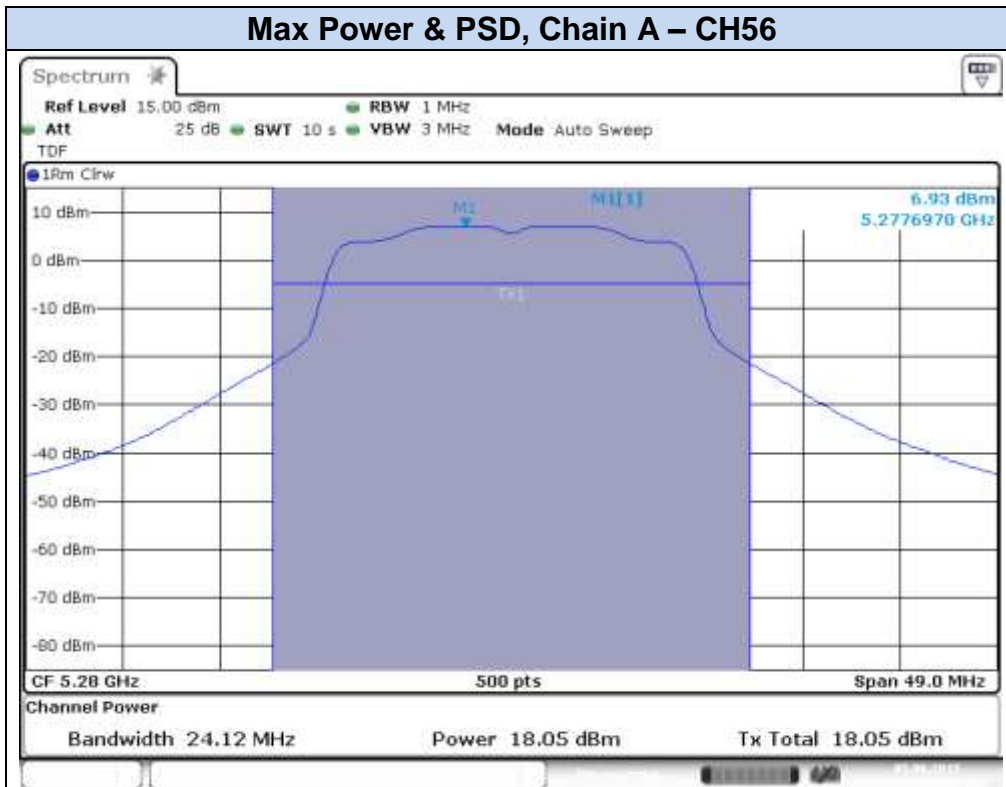 Max Power & PSD, Chain A – CH56
Spectrum
Ref Level 15.00 dBm RBW 1 MHz
Att 25 dB SWT 10 s VBW 3 MHz Mode Auto Sweep
TDF
1Rm Clrw
M1[1] 6.93 dBm
5.2776970 GHz
M1
10 dBm
0 dBm
Tx1
-10 dBm
-20 dBm
-30 dBm
-40 dBm
-50 dBm
-60 dBm
-70 dBm
-80 dBm
CF 5.28 GHz 500 pts Span 49.0 MHz
Channel Power
Bandwidth 24.12 MHz Power 18.05 dBm Tx Total 18.05 dBm